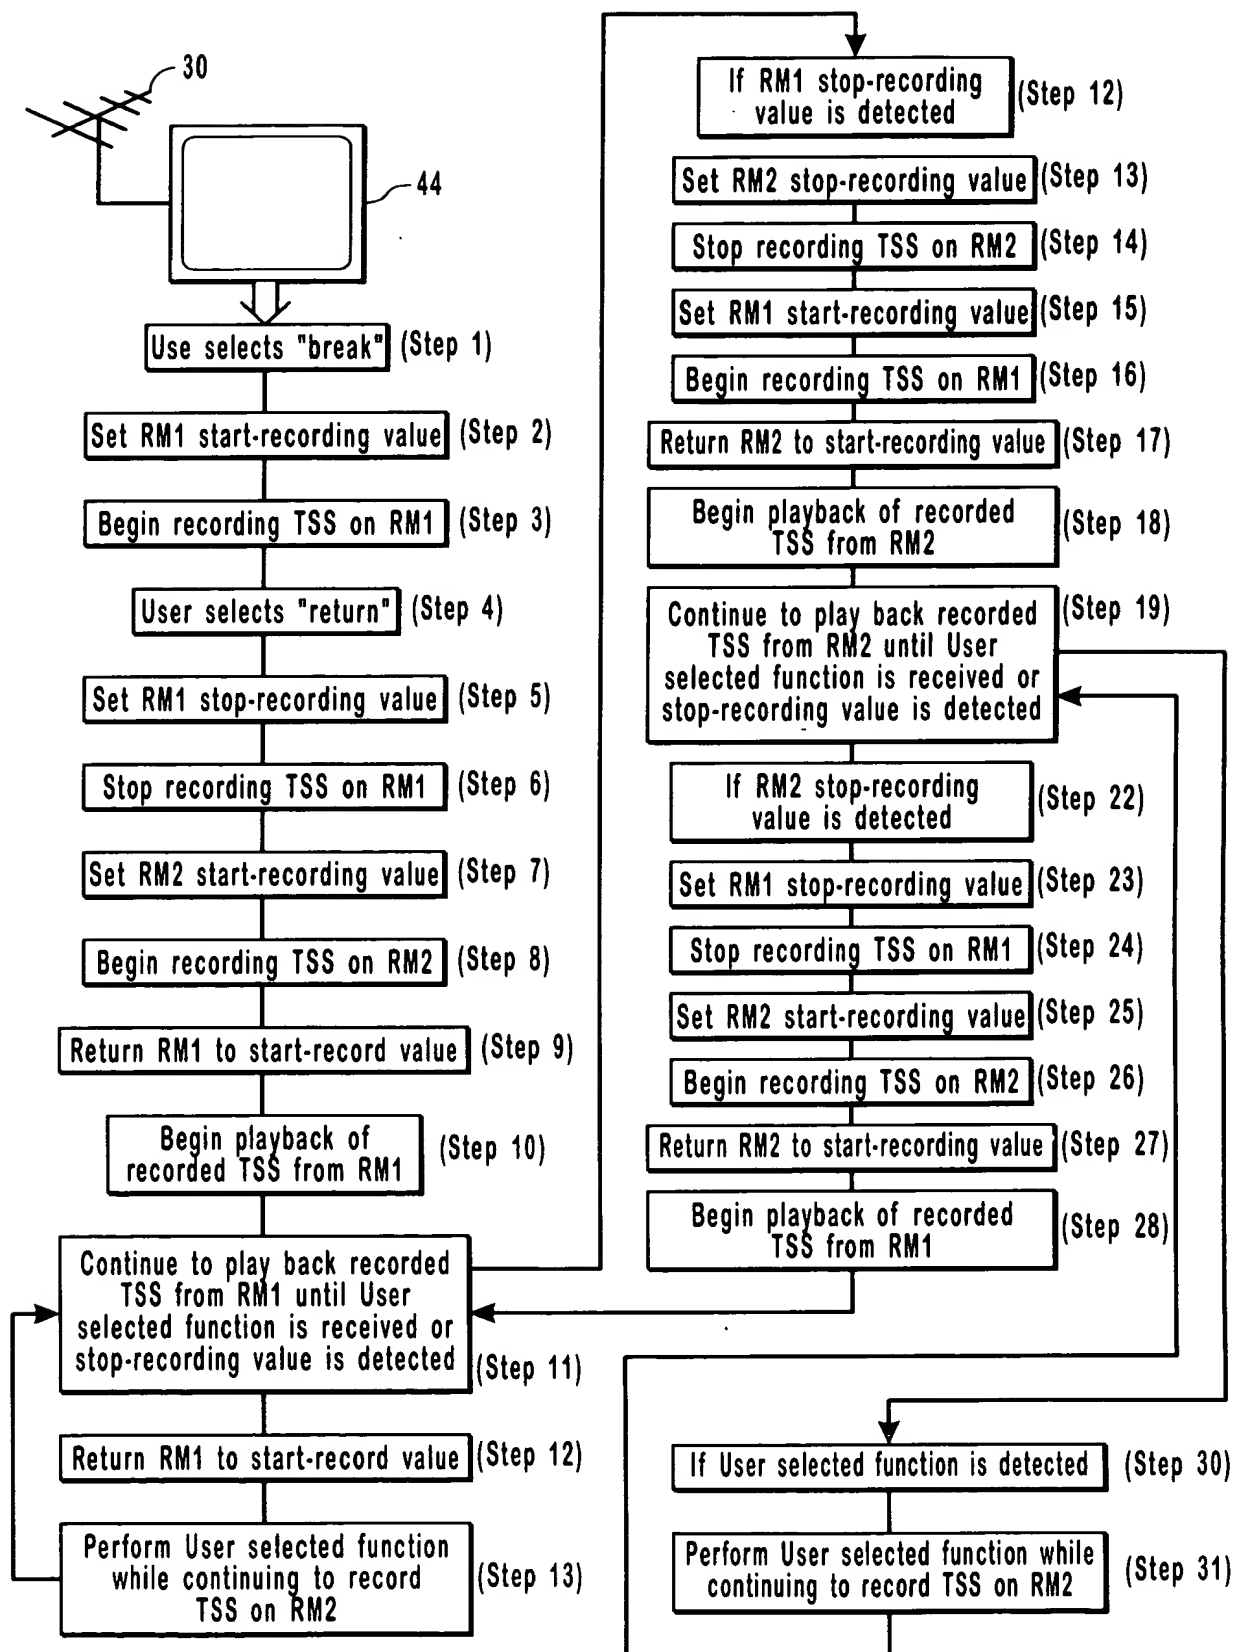 30
44
Use selects "break" (Step 1)
Set RM1 start-recording value (Step 2)
Begin recording TSS on RM1 (Step 3)
User selects "return" (Step 4)
Set RM1 stop-recording value (Step 5)
Stop recording TSS on RM1 (Step 6)
Set RM2 start-recording value (Step 7)
Begin recording TSS on RM2 (Step 8)
Return RM1 to start-record value (Step 9)
Begin playback of
recorded TSS from RM1
(Step 10)
Continue to play back recorded
TSS from RM1 until User
selected function is received or
stop-recording value is detected
(Step 11)
Return RM1 to start-record value (Step 12)
Perform User selected function
while continuing to record
TSS on RM2
(Step 13)
If RM1 stop-recording
value is detected
(Step 12)
Set RM2 stop-recording value (Step 13)
Stop recording TSS on RM2 (Step 14)
Set RM1 start-recording value (Step 15)
Begin recording TSS on RM1 (Step 16)
Return RM2 to start-recording value (Step 17)
Begin playback of recorded
TSS from RM2
(Step 18)
Continue to play back recorded
TSS from RM2 until User
selected function is received or
stop-recording value is detected
(Step 19)
If RM2 stop-recording
value is detected
(Step 22)
Set RM1 stop-recording value (Step 23)
Stop recording TSS on RM1 (Step 24)
Set RM2 start-recording value (Step 25)
Begin recording TSS on RM2 (Step 26)
Return RM2 to start-recording value (Step 27)
Begin playback of recorded
TSS from RM1
(Step 28)
If User selected function is detected (Step 30)
Perform User selected function while
continuing to record TSS on RM2
(Step 31)